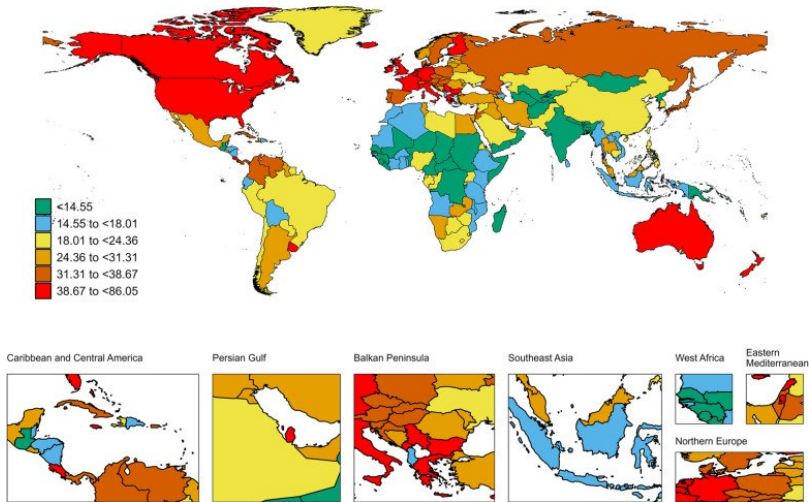 <14.55
14.55 to <18.01
18.01 to <24.36
24.36 to <31.31
31.31 to <38.67
38.67 to <86.05
Caribbean and Central America
Persian Gulf
Balkan Peninsula
Southeast Asia
West Africa
Eastern
Mediterranean
Northern Europe